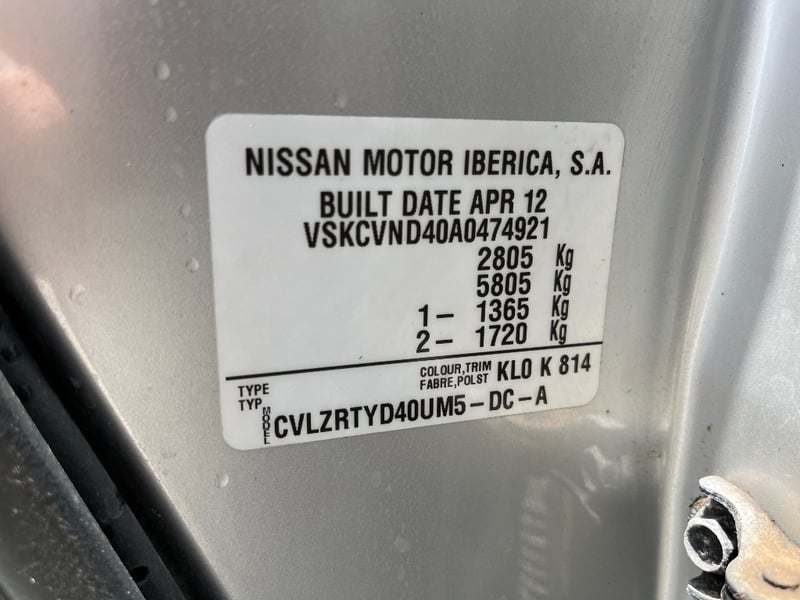 NISSAN MOTOR IBERICA, S.A.
BUILT DATE APR 12
VSKCVND40A0474921
2805 Kg
5805 Kg
1- 1365 Kg
2- 1720 Kg
TYPE COLOUR,TRIM KL0 K 814
TYP FABRE,POLST
MODEL CVLZRTYD40UM5-DC-A